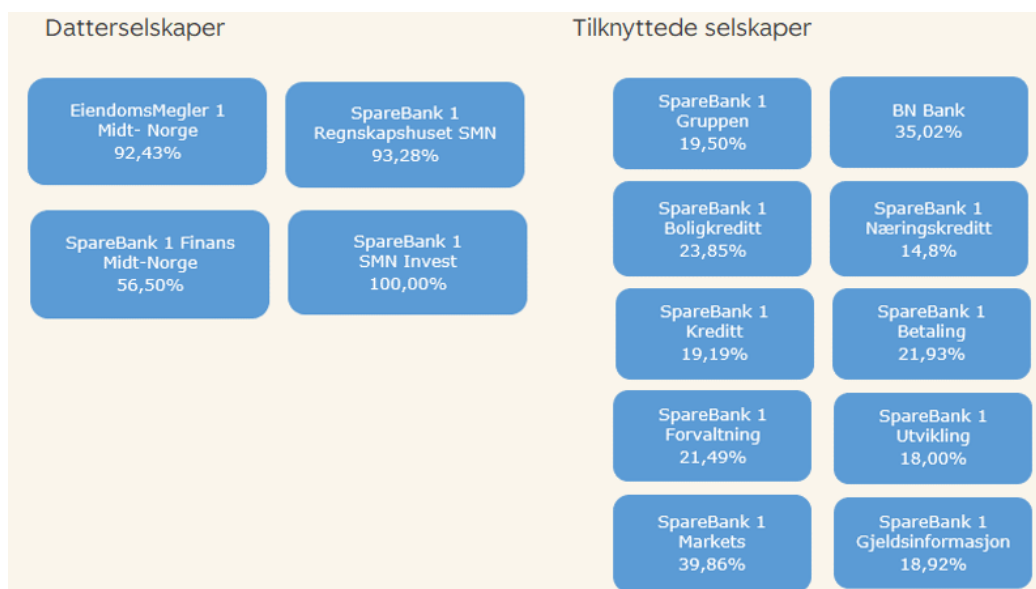 Datterselskaper
EiendomsMegler 1
Midt- Norge
92,43%
SpareBank 1
Regnskapshuset SMN
93,28%
SpareBank 1 Finans
Midt-Norge
56,50%
SpareBank 1
SMN Invest
100,00%
Tilknyttede selskaper
SpareBank 1
Gruppen
19,50%
BN Bank
35,02%
SpareBank 1
Boligkreditt
23,85%
SpareBank 1
Næringskreditt
14,8%
SpareBank 1
Kreditt
19,19%
SpareBank 1
Betaling
21,93%
SpareBank 1
Forvaltning
21,49%
SpareBank 1
Utvikling
18,00%
SpareBank 1
Markets
39,86%
SpareBank 1
Gjeldsinformasjon
18,92%